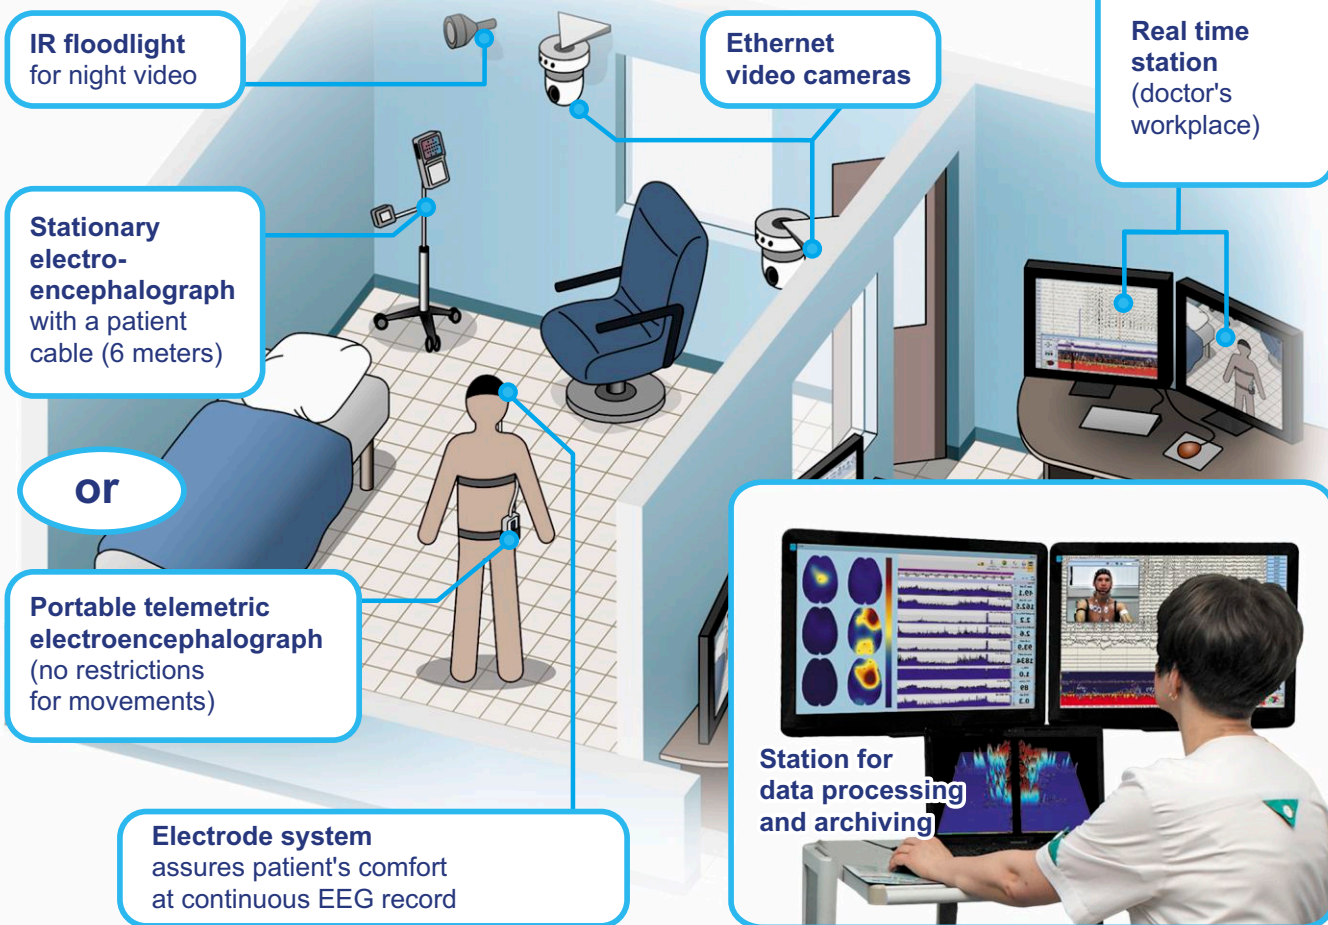 IR floodlight
for night video
Ethernet
video cameras
Real time
station
(doctor's
workplace)
Stationary
electro-
encephalograph
with a patient
cable (6 meters)
or
Portable telemetric
electroencephalograph
(no restrictions
for movements)
Electrode system
assures patient's comfort
at continuous EEG record
Station for
data processing
and archiving